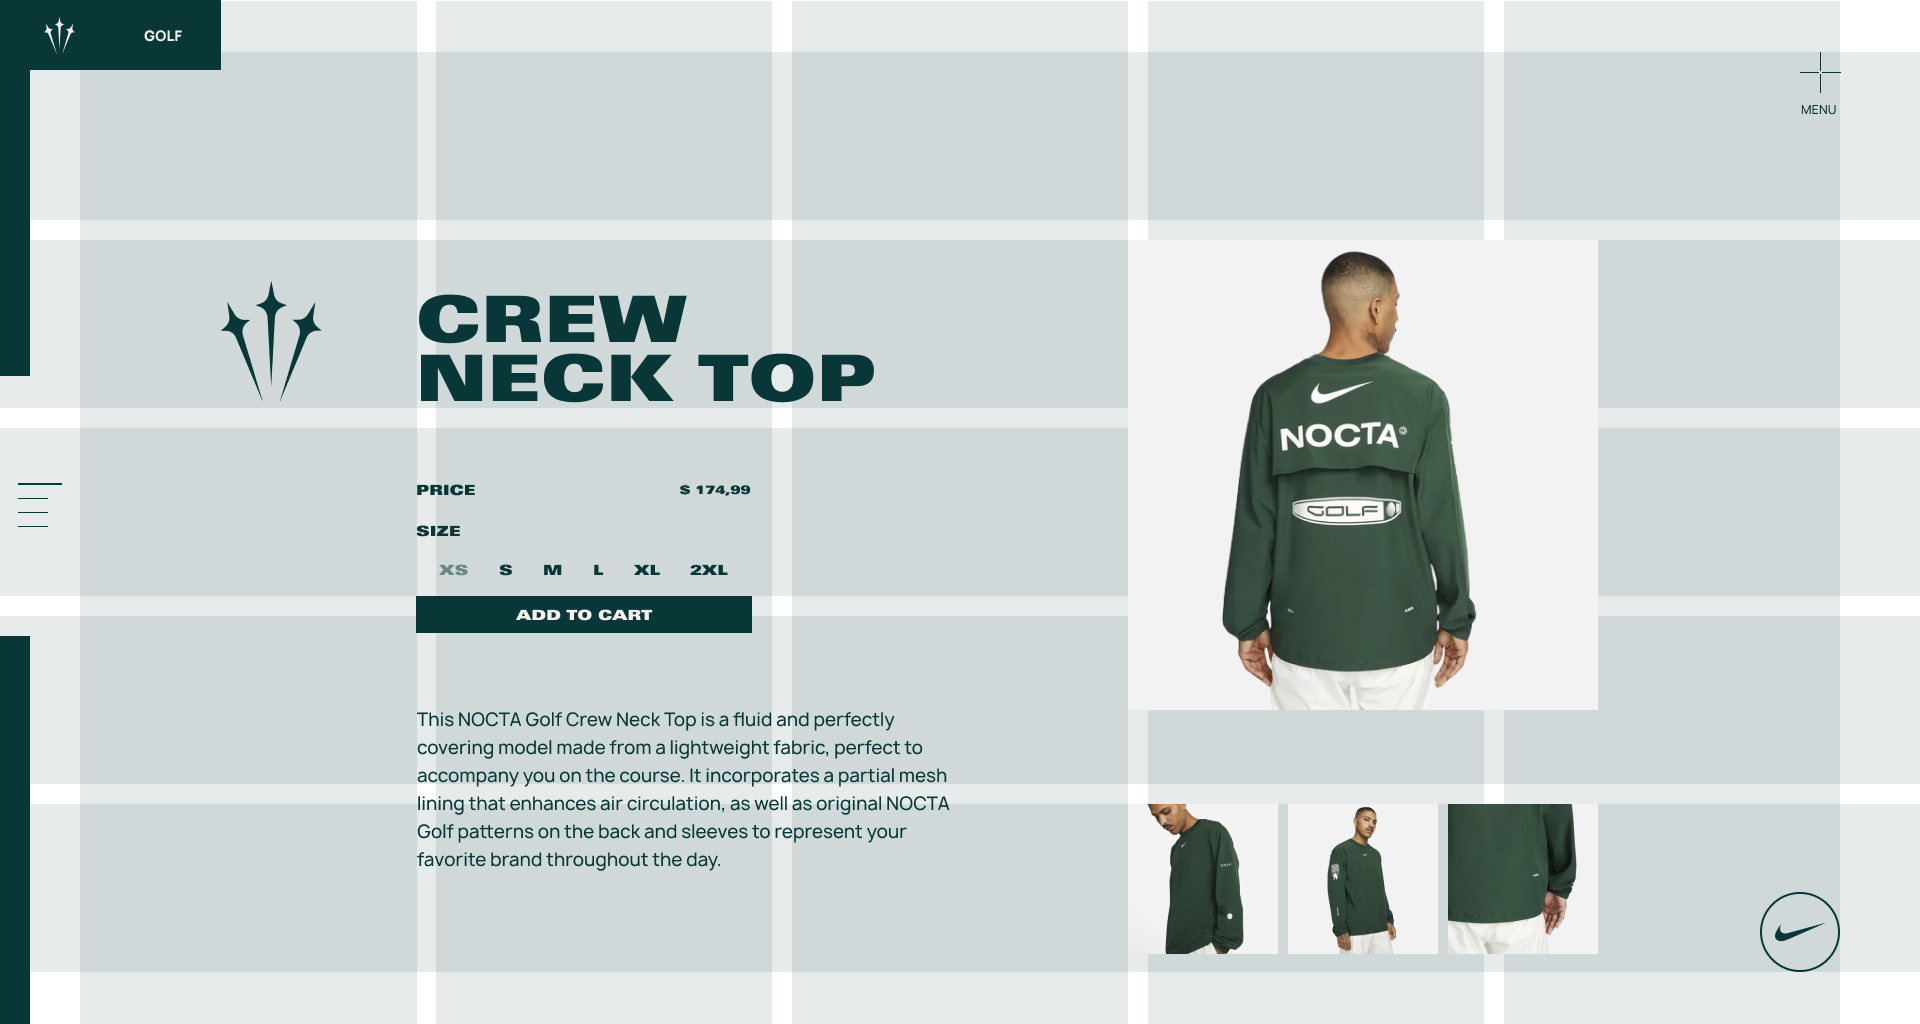 GOLF
MENU
CREW
NECK TOP
PRICE $ 174,99
SIZE
XS S M L XL 2XL
ADD TO CART
This NOCTA Golf Crew Neck Top is a fluid and perfectly
covering model made from a lightweight fabric, perfect to
accompany you on the course. It incorporates a partial mesh
lining that enhances air circulation, as well as original NOCTA
Golf patterns on the back and sleeves to represent your
favorite brand throughout the day.
NOCTA
GOLF